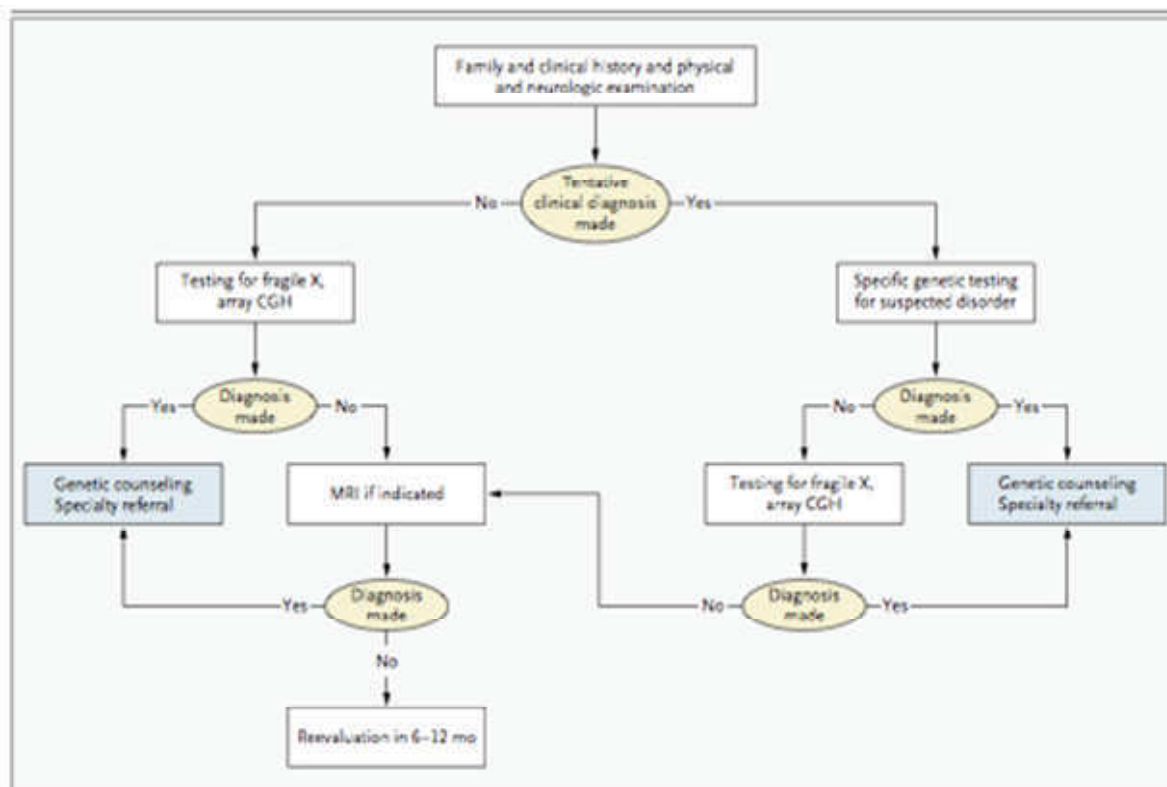 Family and clinical history and physical
and neurologic examination
Tentative
clinical diagnosis
made
No
Yes
Testing for fragile X,
array CGH
Specific genetic testing
for suspected disorder
Diagnosis
made
Yes
No
Diagnosis
made
No
Yes
Genetic counseling
Specialty referral
MRI if indicated
Testing for fragile X,
array CGH
Genetic counseling
Specialty referral
Diagnosis
made
Yes
No
Diagnosis
made
No
Yes
Reevaluation in 6–12 mo